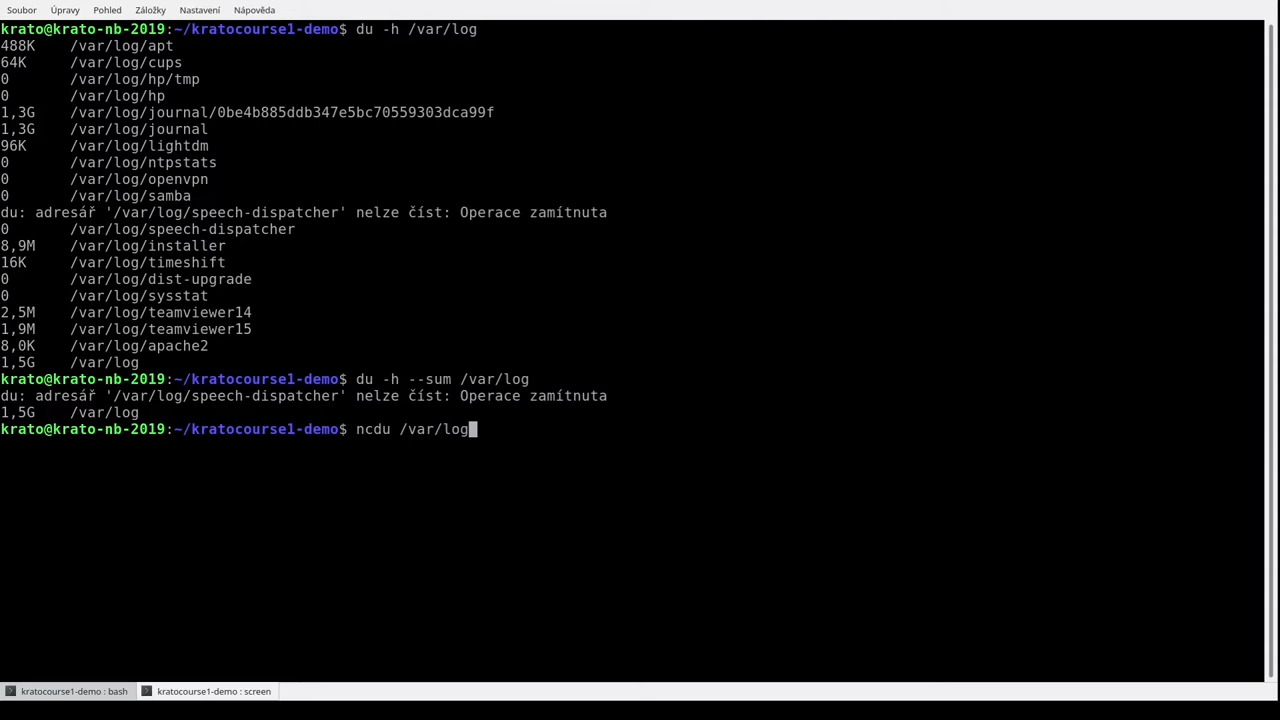 Soubor Úpravy Pohled Záložky Nastavení Nápověda
krato@krato-nb-2019:~/kratocourse1-demo$ du -h /var/log
488K /var/log/apt
64K /var/log/cups
0 /var/log/hp/tmp
0 /var/log/hp
1,3G /var/log/journal/0be4b885ddb347e5bc70559303dca99f
1,3G /var/log/journal
96K /var/log/lightdm
0 /var/log/ntpstats
0 /var/log/openvpn
0 /var/log/samba
du: adresář '/var/log/speech-dispatcher' nelze číst: Operace zamítnuta
0 /var/log/speech-dispatcher
8,9M /var/log/installer
16K /var/log/timeshift
0 /var/log/dist-upgrade
0 /var/log/sysstat
2,5M /var/log/teamviewer14
1,9M /var/log/teamviewer15
8,0K /var/log/apache2
1,5G /var/log
krato@krato-nb-2019:~/kratocourse1-demo$ du -h --sum /var/log
du: adresář '/var/log/speech-dispatcher' nelze číst: Operace zamítnuta
1,5G /var/log
krato@krato-nb-2019:~/kratocourse1-demo$ ncdu /var/log
kratocourse1-demo : bash kratocourse1-demo : screen